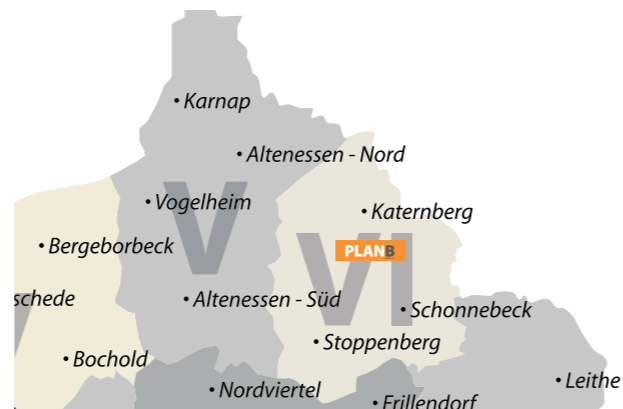 • Karnap
• Altenessen - Nord
• Vogelheim
V
• Katernberg
• Bergeborbeck
VI
PLANB
schede
• Altenessen - Süd
• Schonnebeck
• Stoppenberg
• Bochold
• Leithe
• Nordviertel
• Frillendorf